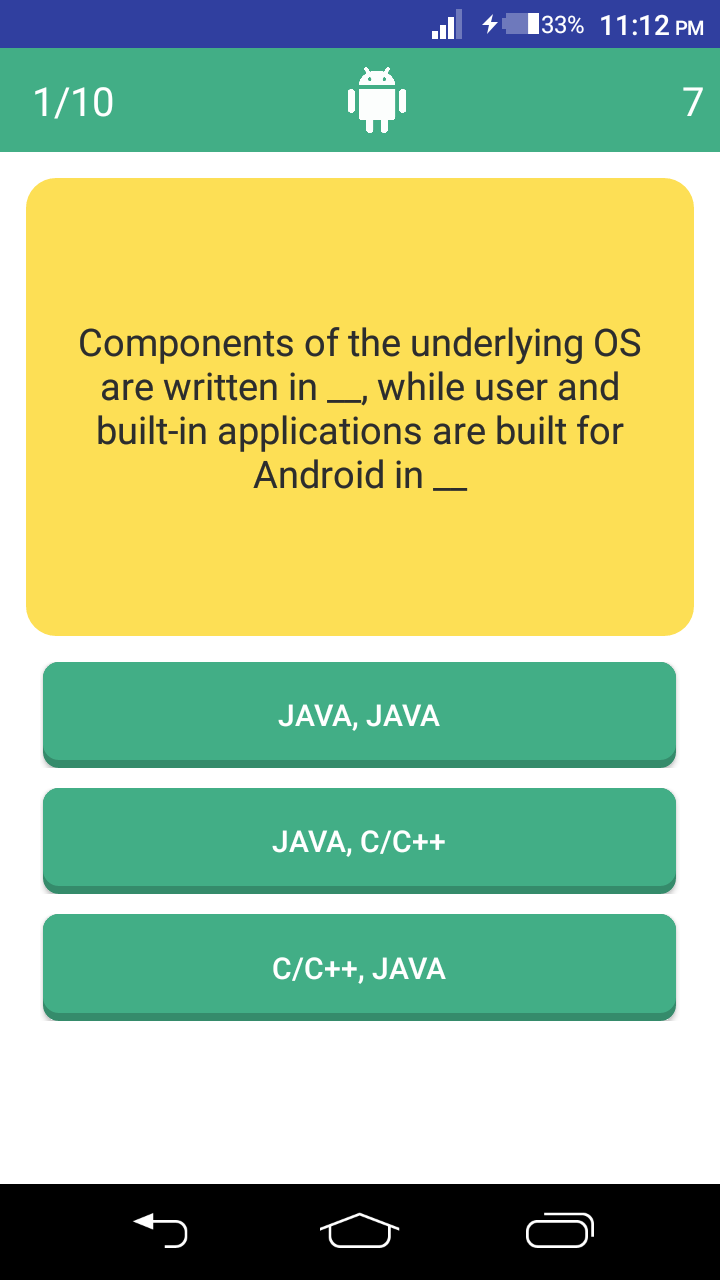 33% 11:12 PM
1/10 7
Components of the underlying OS
are written in __, while user and
built-in applications are built for
Android in __
JAVA, JAVA
JAVA, C/C++
C/C++, JAVA